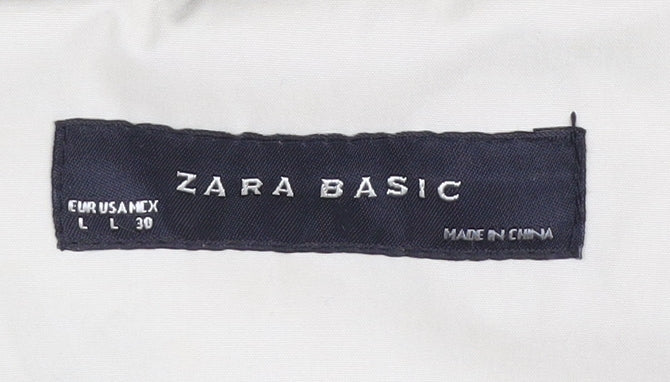 ZARA BASIC
EUR USA MEX
L L 30
MADE IN CHINA